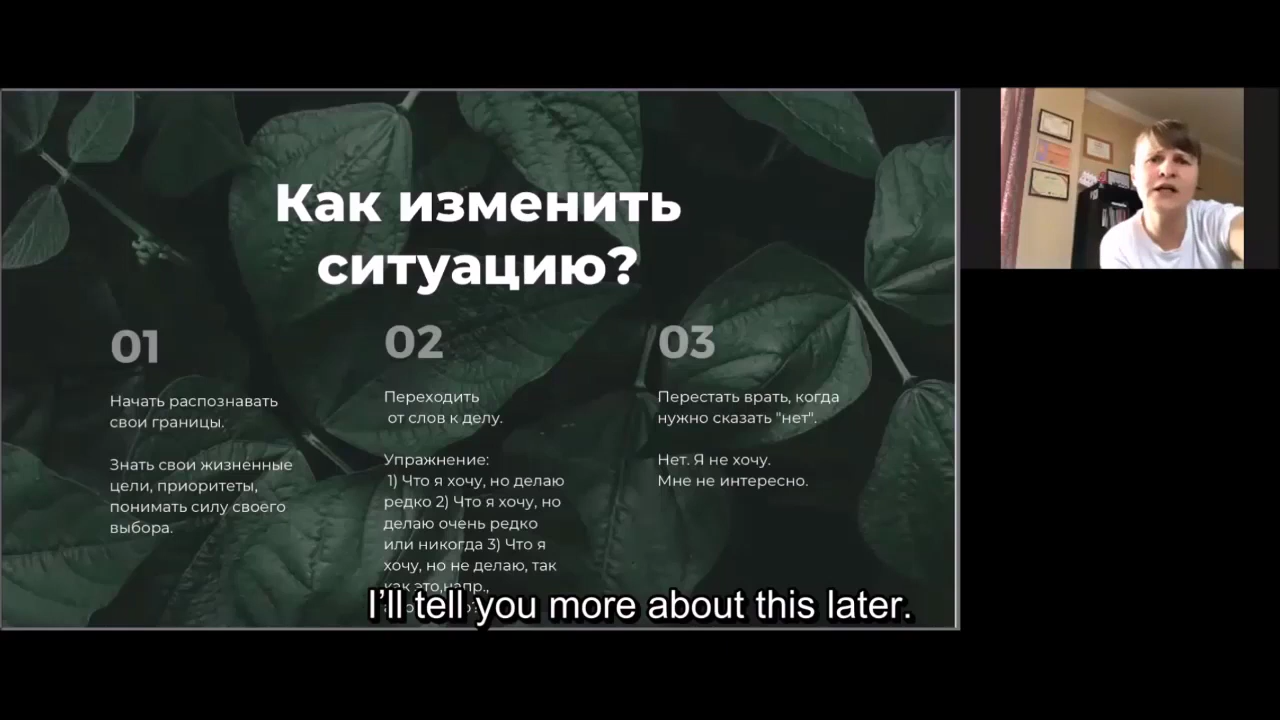 Как изменить
ситуацию?
01
Начать распознавать
свои границы.
Знать свои жизненные
цели, приоритеты,
понимать силу своего
выбора.
02
Переходить
от слов к делу.
Упражнение:
1) Что я хочу, но делаю
редко 2) Что я хочу, но
делаю очень редко
или никогда 3) Что я
хочу, но не делаю, так
как это,напр.,
03
Перестать врать, когда
нужно сказать "нет".
Нет. Я не хочу.
Мне не интересно.
I'll tell you more about this later.